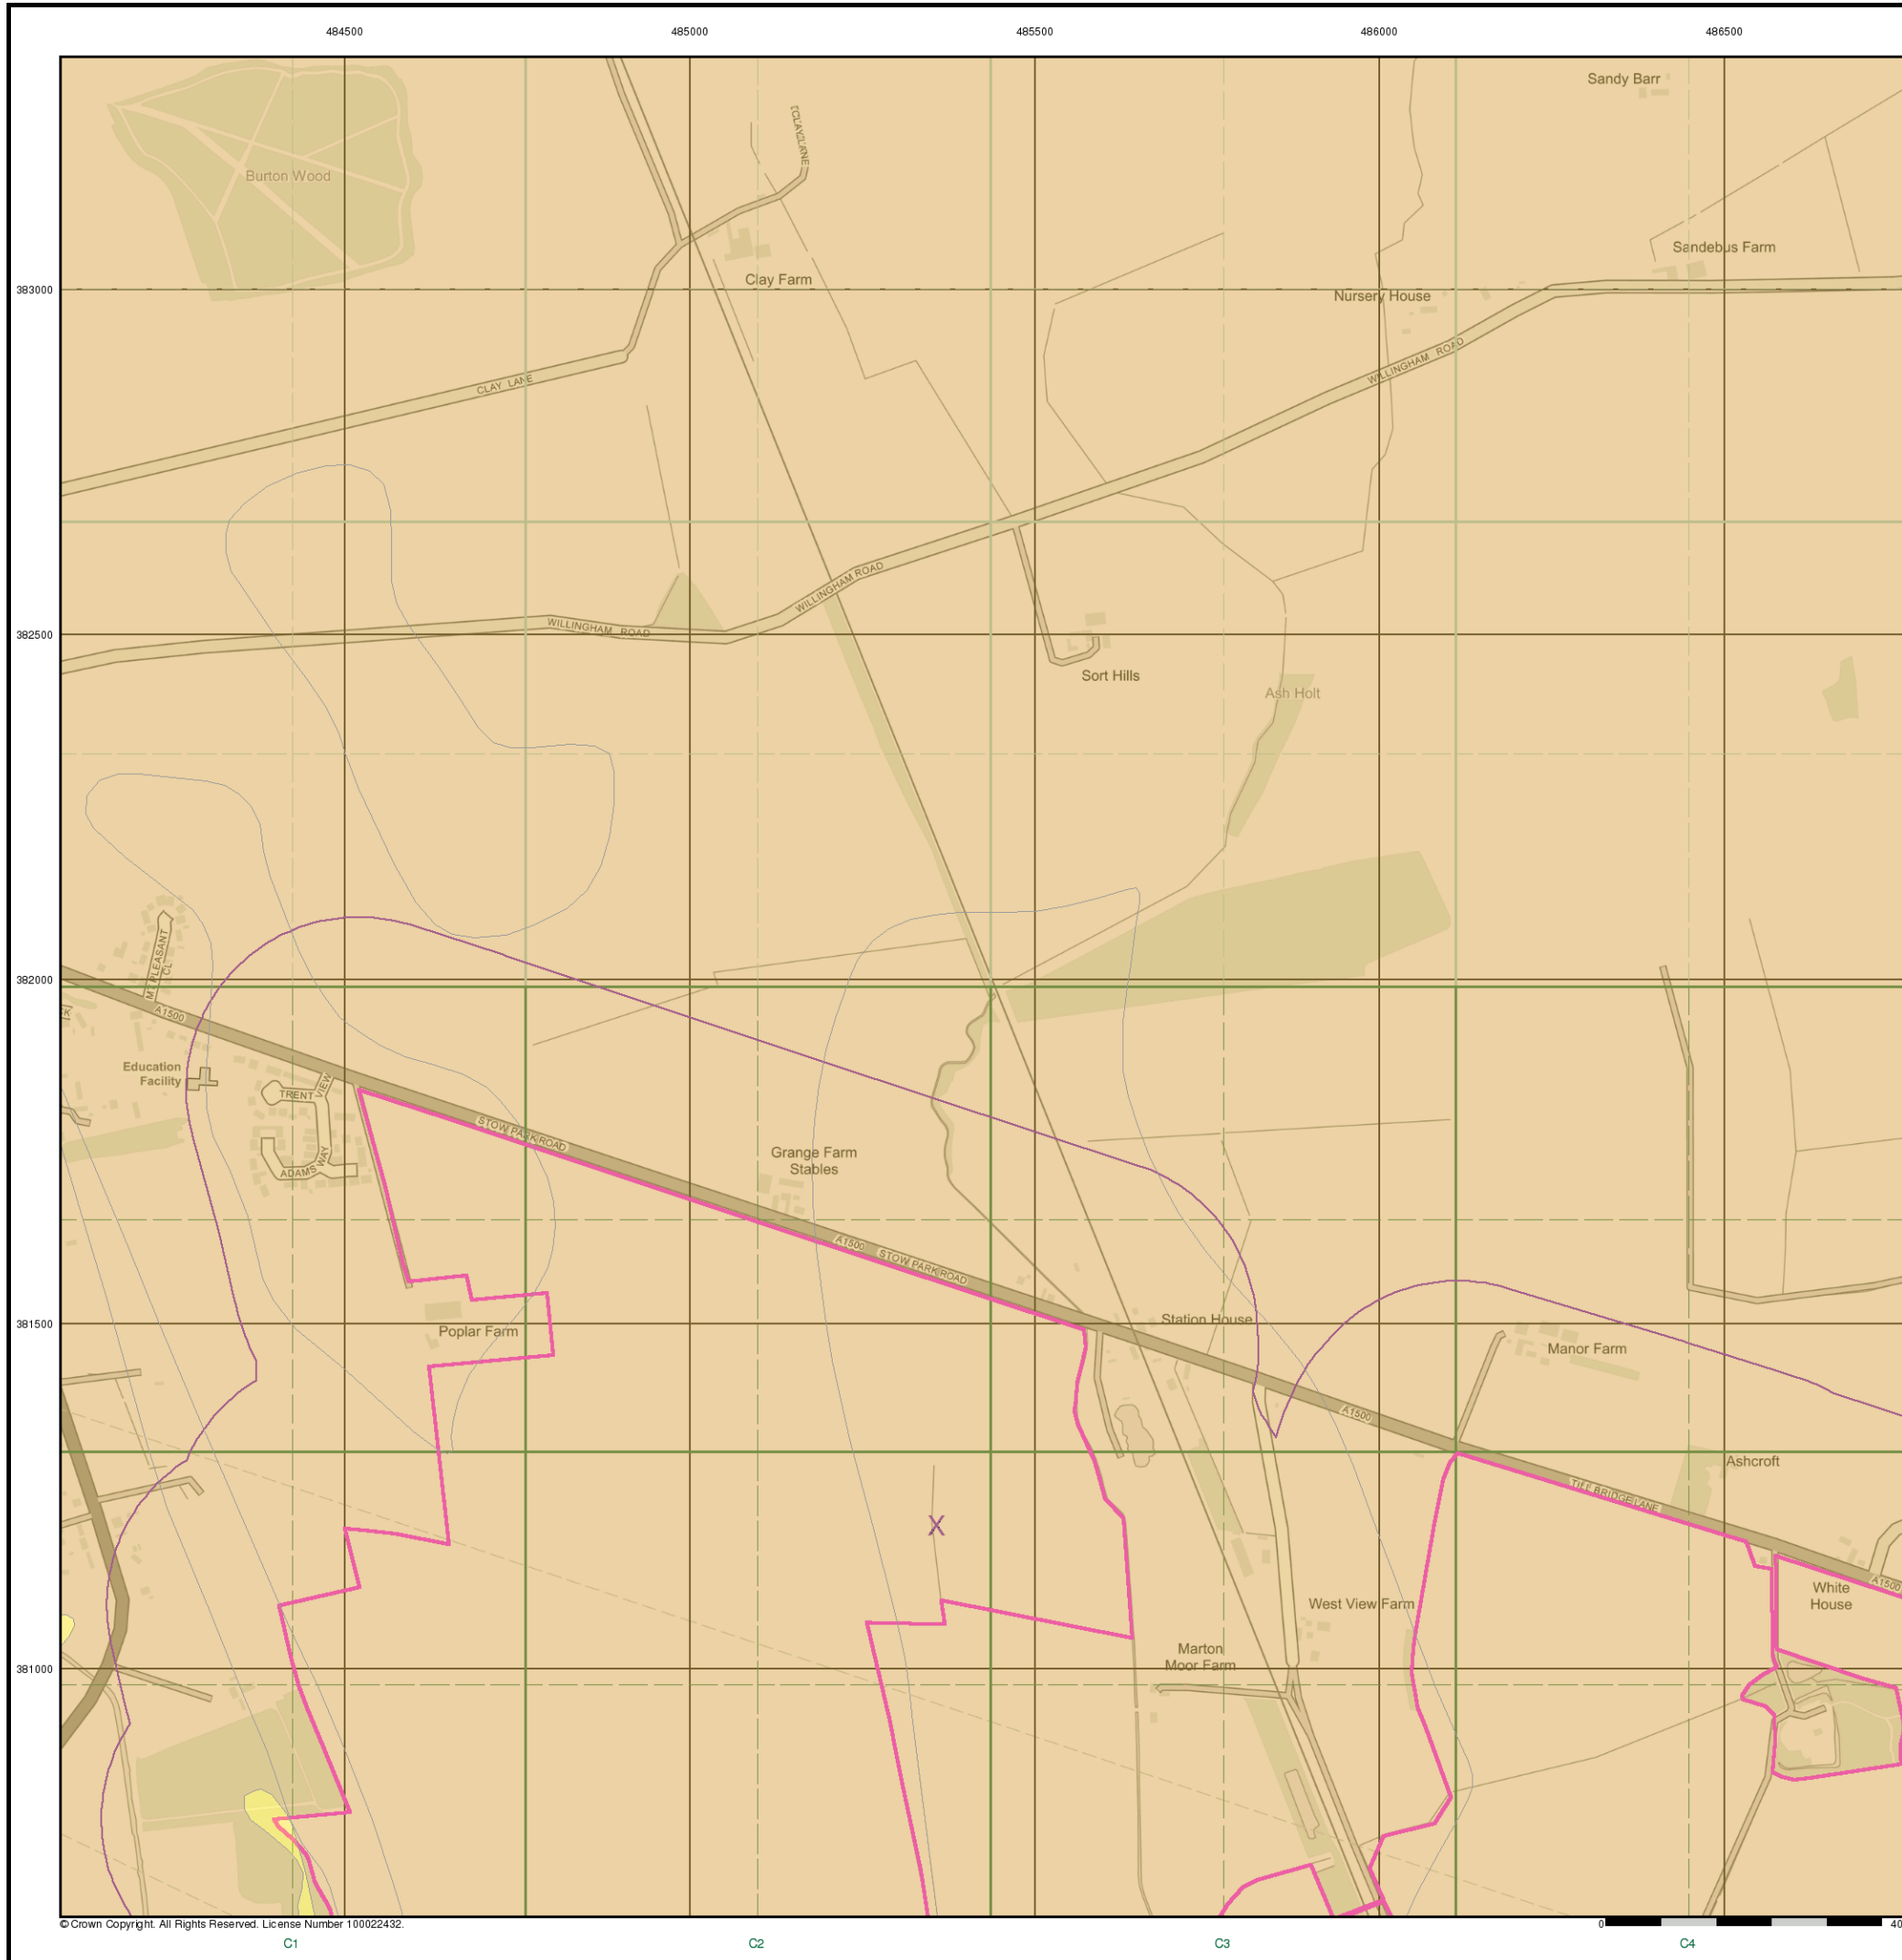 484500 485000 485500 486000 486500
Sandy Barr
CLAY LANE
Burton Wood
Sandebus Farm
Clay Farm
383000
Nursery House
WILLINGHAM ROAD
CLAY LANE
WILLINGHAM ROAD
WILLINGHAM ROAD
382500
Sort Hills
Ash Holt
MT PLEASANT
CL
382000
A1500
K
Education
Facility
TRENT
VIEW
STOW PARK ROAD
Grange Farm
Stables
ADAMS WAY
A1500 STOW PARK ROAD
Station House
381500
Poplar Farm
Manor Farm
A1500
Ashcroft
TILL BRIDGE LANE
X
A1500
White
House
West View Farm
Marton
Moor Farm
381000
© Crown Copyright. All Rights Reserved. License Number 100022432.
0 40
C1 C2 C3 C4